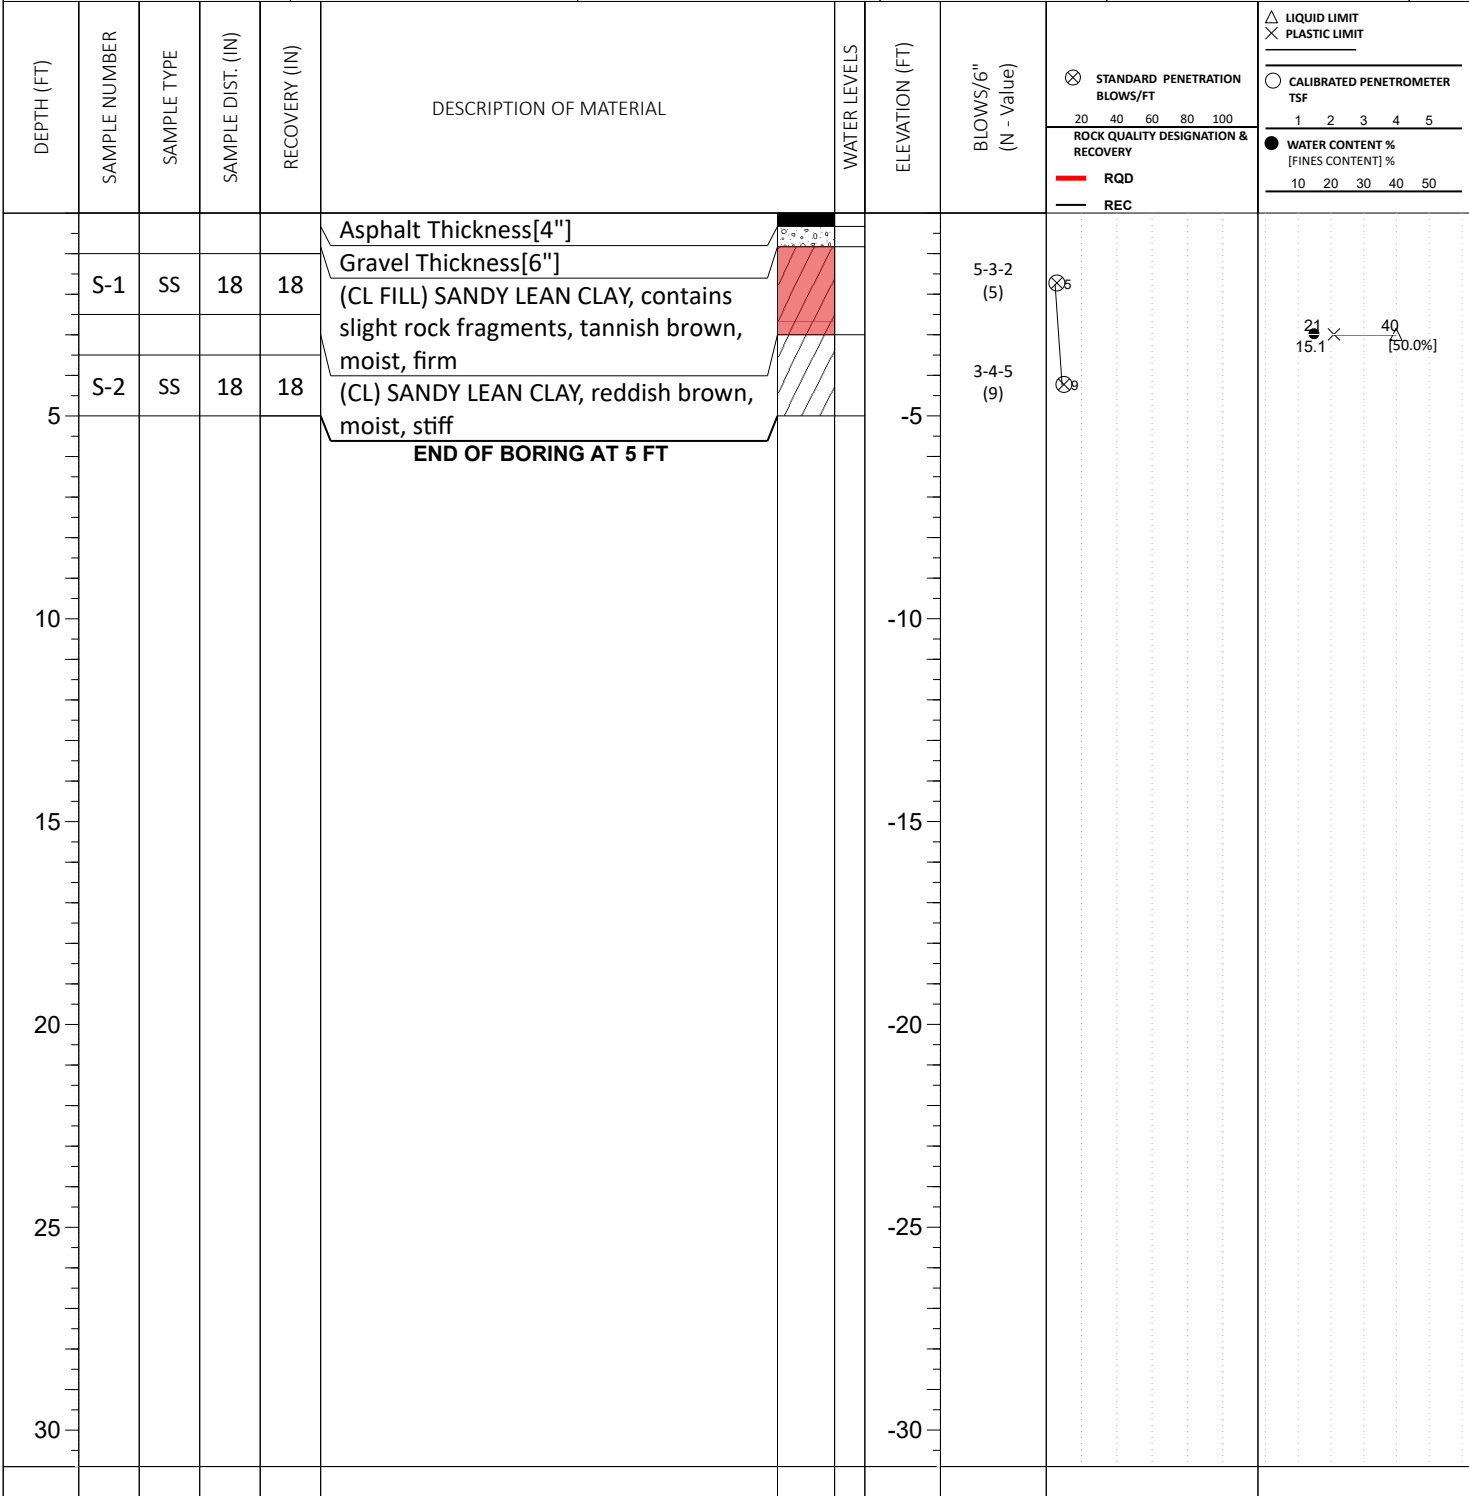 DEPTH (FT)
SAMPLE NUMBER
SAMPLE TYPE
SAMPLE DIST. (IN)
RECOVERY (IN)
DESCRIPTION OF MATERIAL
WATER LEVELS
ELEVATION (FT)
BLOWS/6"
(N - Value)
STANDARD PENETRATION
BLOWS/FT
20 40 60 80 100
ROCK QUALITY DESIGNATION &
RECOVERY
RQD
REC
LIQUID LIMIT
PLASTIC LIMIT
CALIBRATED PENETROMETER
TSF
1 2 3 4 5
WATER CONTENT %
[FINES CONTENT] %
10 20 30 40 50
Asphalt Thickness[4"]
Gravel Thickness[6"]
S-1 SS 18 18
(CL FILL) SANDY LEAN CLAY, contains
slight rock fragments, tannish brown,
moist, firm
5-3-2
(5)
5
21 40
15.1 [50.0%]
S-2 SS 18 18
(CL) SANDY LEAN CLAY, reddish brown,
moist, stiff
3-4-5
(9)
9
5 -5
END OF BORING AT 5 FT
10 -10
15 -15
20 -20
25 -25
30 -30